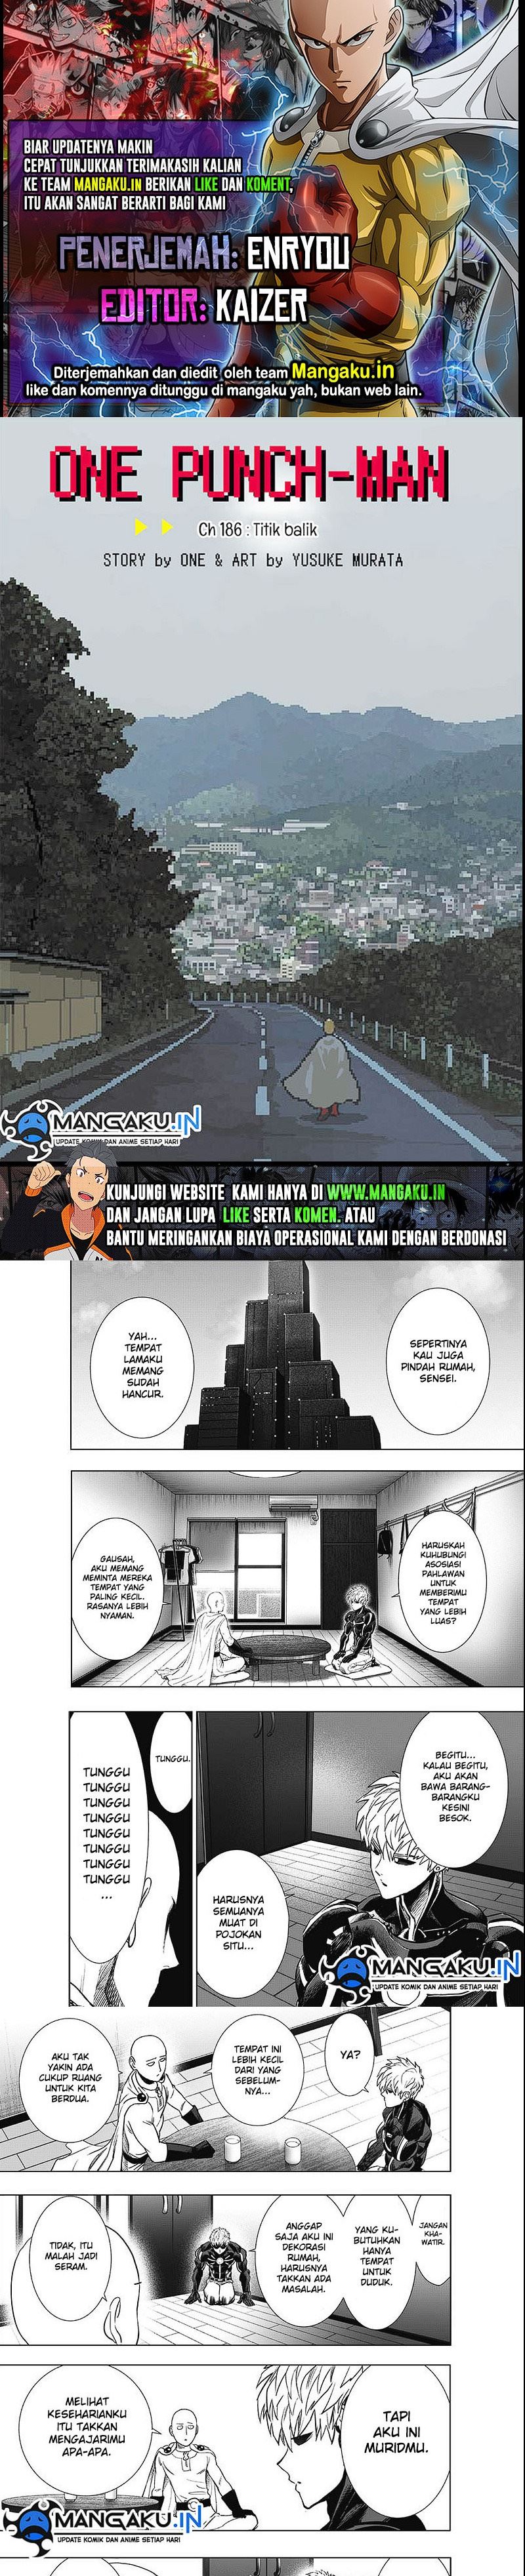 BIAR UPDATENYA MAKIN
CEPAT TUNJUKKAN TERIMAKASIH KALIAN
KE TEAM MANGAKU.IN BERIKAN LIKE DAN KOMENT,
ITU AKAN SANGAT BERARTI BAGI KAMI
PENERJEMAH: ENRYOU
EDITOR: KAIZER
Diterjemahkan dan diedit oleh team Mangaku.in
like dan komennya ditunggu di mangaku yah, bukan web lain.
ONE PUNCH-MAN
Ch 186 : Titik balik
STORY by ONE & ART by YUSUKE MURATA
MANGAKU.IN
UPDATE KOMIK DAN ANIME SETIAP HARI
KUNJUNGI WEBSITE KAMI HANYA DI WWW.MANGAKU.IN
DAN JANGAN LUPA LIKE SERTA KOMEN. ATAU
BANTU MERINGANKAN BIAYA OPERASIONAL KAMI DENGAN BERDONASI
SEPERTINYA
KAU JUGA
PINDAH RUMAH,
SENSEI.
YAH...
TEMPAT
LAMAKU
MEMANG
SUDAH
HANCUR.
HARUSKAH
KUHUBUNGI
ASOSIASI
PAHLAWAN
UNTUK
MEMBERIMU
TEMPAT
YANG LEBIH
LUAS?
GAUSAH,
AKU MEMANG
MEMINTA MEREKA
TEMPAT YANG
PALING KECIL.
RASANYA LEBIH
NYAMAN.
BEGITU...
KALAU BEGITU,
AKU AKAN
BAWA BARANG-
BARANGKU
KESINI
BESOK.
HARUSNYA
SEMUANYA
MUAT DI
POJOKAN
SITU...
TUNGGU.
TUNGGU
TUNGGU
TUNGGU
TUNGGU
TUNGGU
TUNGGU
TUNGGU
TUNGGU
...
MANGAKU.IN
UPDATE KOMIK DAN ANIME SETIAP HARI
YA?
TEMPAT INI
LEBIH KECIL
DARI YANG
SEBELUM-
NYA...
AKU TAK
YAKIN ADA
CUKUP RUANG
UNTUK KITA
BERDUA.
JANGAN
KHA-
WATIR.
YANG KU-
BUTUHKAN
HANYA
TEMPAT
UNTUK
DUDUK.
ANGGAP
SAJA AKU INI
DEKORASI
RUMAH,
HARUSNYA
TAKKAN ADA
MASALAH.
TIDAK, ITU
MALAH JADI
SERAM.
TAPI
AKU INI
MURIDMU.
MELIHAT
KESEHARIANKU
ITU TAKKAN
MENGAJARIMU
APA-APA.
MANGAKU.IN
UPDATE KOMIK DAN ANIME SETIAP HARI